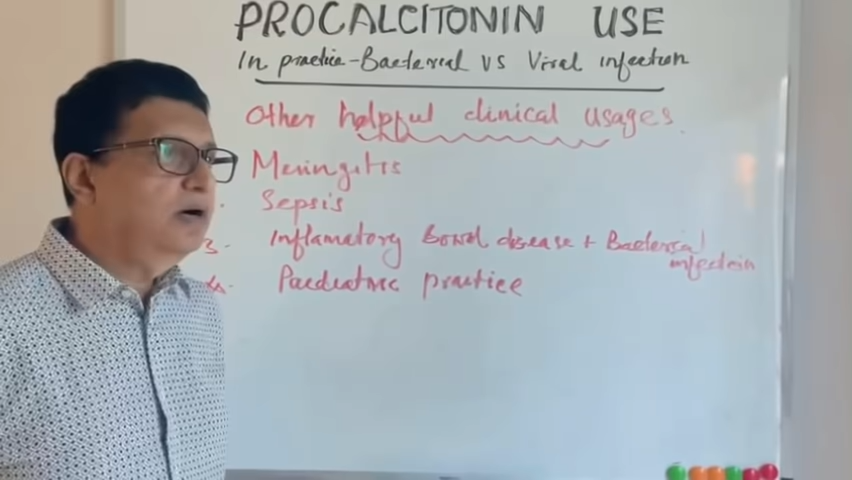 PROCALCITONIN USE
In practice-Bacterial vs Viral infection
Other helpful clinical usages.
Meningitis
Sepsis
3. Inflamatory Bowel disease + Bacterial
infection
4. Paediatric practice